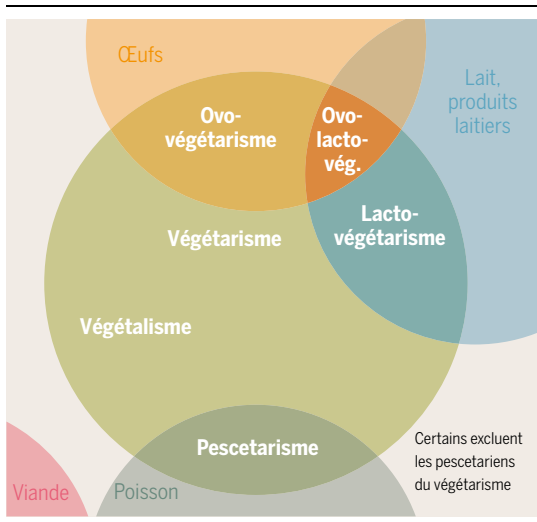 Œufs
Lait,
produits
laitiers
Ovo-
végétarisme
Ovo-
lacto-
vég.
Lacto-
végétarisme
Végétarisme
Végétalisme
Pescetarisme
Certains excluent
les pescetariens
du végétarisme
Viande
Poisson